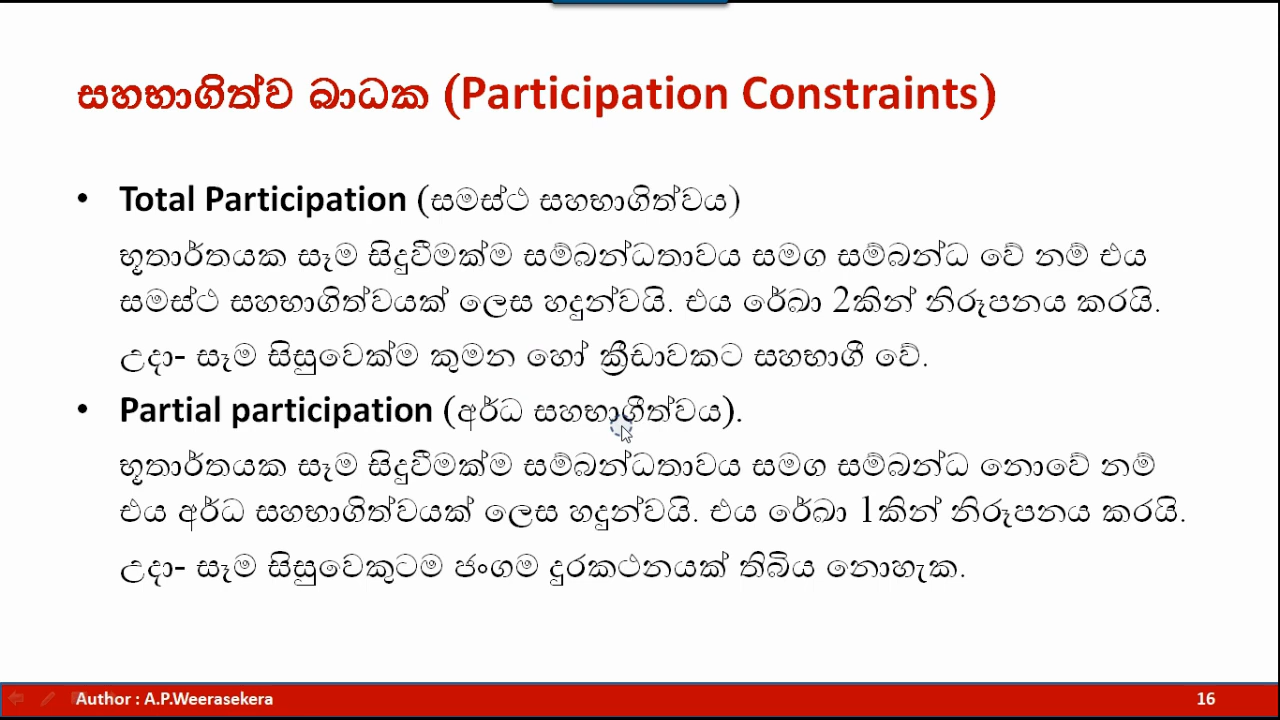 සහභාගිත්ව බාධක (Participation Constraints)
• Total Participation (සමස්ථ සහභාගිත්වය)
භූතාර්තයක සෑම සිදුවීමක්ම සම්බන්ධතාවය සමග සම්බන්ධ වේ නම් එය
සමස්ථ සහභාගිත්වයක් ලෙස හඳුන්වයි. එය රේඛා 2කින් නිරූපනය කරයි.
උදා- සෑම සිසුවෙක්ම කුමන හෝ ක්‍රීඩාවකට සහභාගී වේ.
• Partial participation (අර්ධ සහභාගීත්වය).
භූතාර්තයක සෑම සිදුවීමක්ම සම්බන්ධතාවය සමග සම්බන්ධ නොවේ නම්
එය අර්ධ සහභාගිත්වයක් ලෙස හඳුන්වයි. එය රේඛා 1කින් නිරූපනය කරයි.
උදා- සෑම සිසුවෙකුටම ජංගම දුරකථනයක් තිබිය නොහැක.
Author : A.P.Weerasekera
16